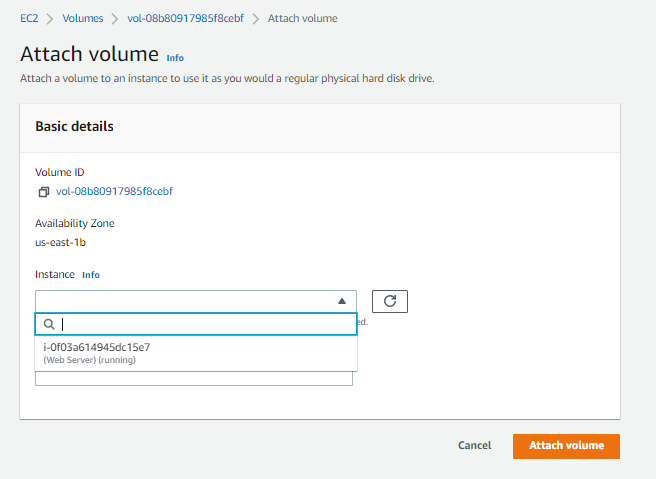 EC2 > Volumes > vol-08b80917985f8cebf > Attach volume
Attach volume Info
Attach a volume to an instance to use it as you would a regular physical hard disk drive.
Basic details
Volume ID
vol-08b80917985f8cebf
Availability Zone
us-east-1b
Instance Info
ed.
i-0f03a614945dc15e7
(Web Server) (running)
Cancel
Attach volume